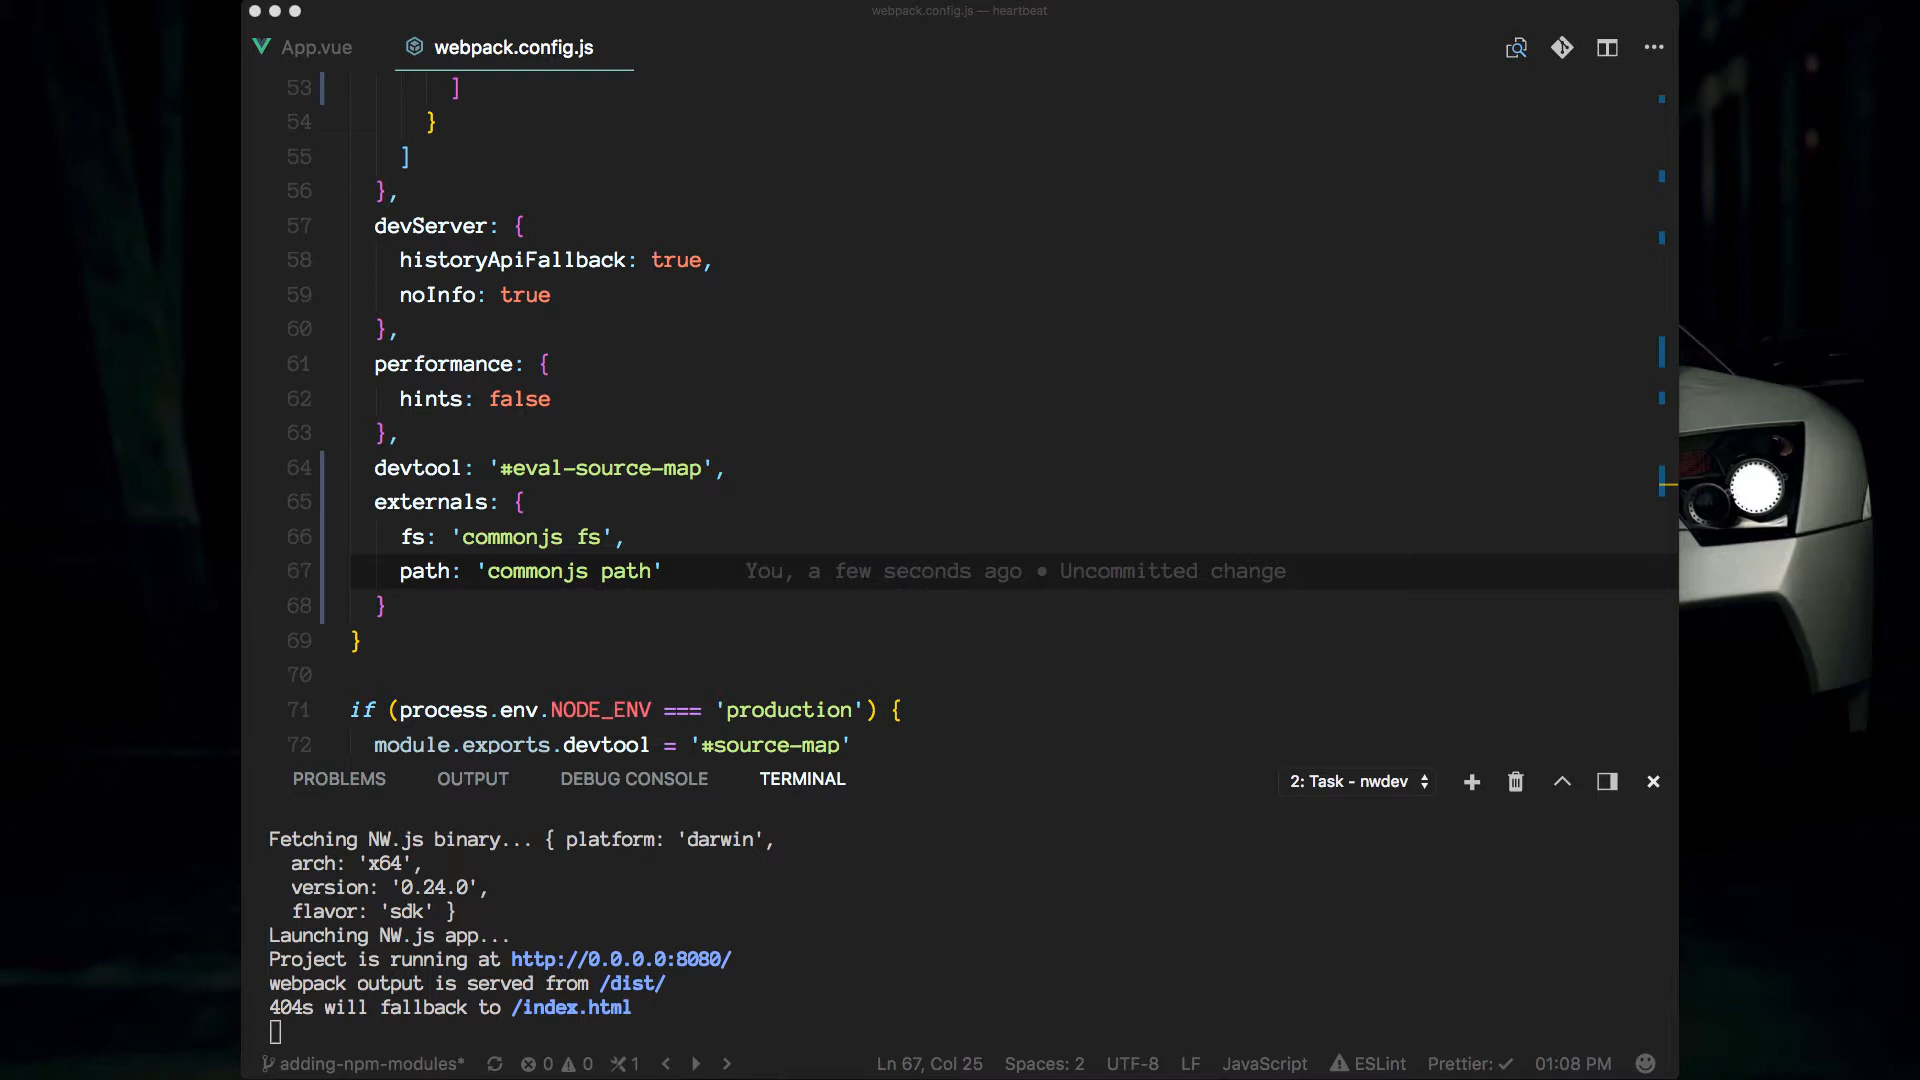 webpack.config.js — heartbeat
App.vue
webpack.config.js
53 ]
54 }
55 ]
56 },
57 devServer: {
58 historyApiFallback: true,
59 noInfo: true
60 },
61 performance: {
62 hints: false
63 },
64 devtool: '#eval-source-map',
65 externals: {
66 fs: 'commonjs fs',
67 path: 'commonjs path' You, a few seconds ago • Uncommitted change
68 }
69 }
70
71 if (process.env.NODE_ENV === 'production') {
72 module.exports.devtool = '#source-map'
PROBLEMS OUTPUT DEBUG CONSOLE TERMINAL 2: Task - nwdev
Fetching NW.js binary... { platform: 'darwin',
arch: 'x64',
version: '0.24.0',
flavor: 'sdk' }
Launching NW.js app...
Project is running at http://0.0.0.0:8080/
webpack output is served from /dist/
404s will fallback to /index.html
adding-npm-modules* 0 0 1 Ln 67, Col 25 Spaces: 2 UTF-8 LF JavaScript ESLint Prettier: ✓ 01:08 PM